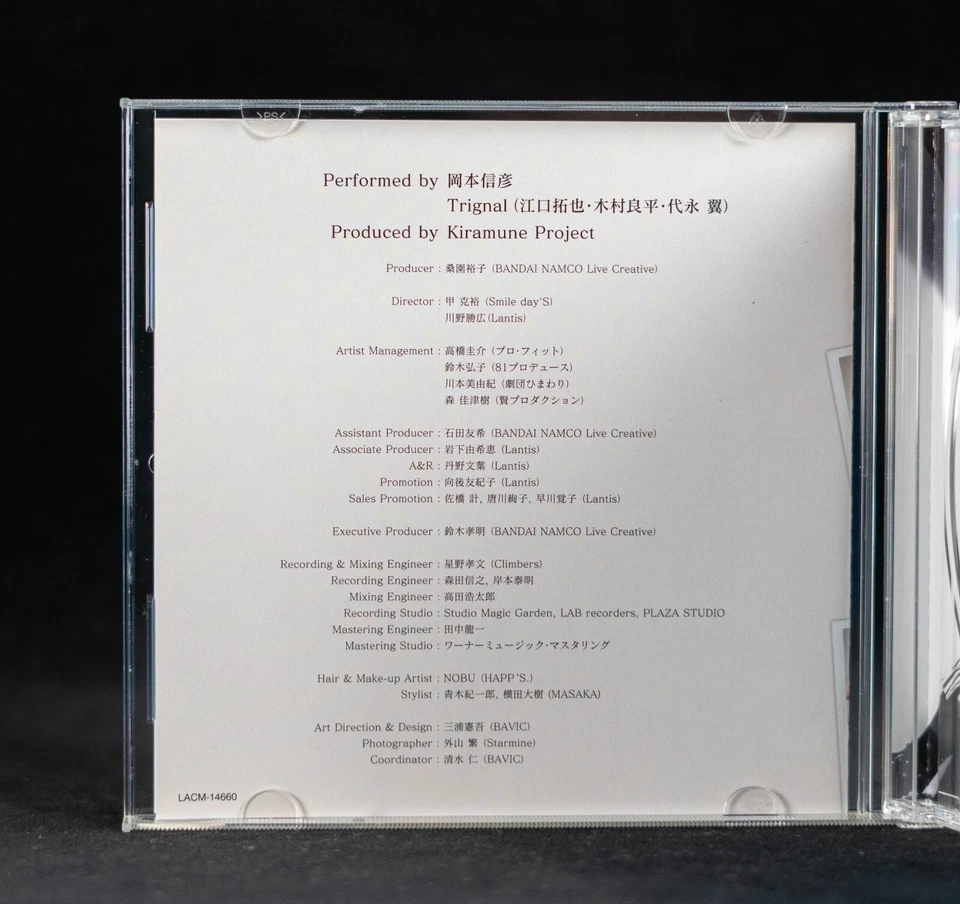 >PS<
Performed by 岡本信彦
Trignal (江口拓也・木村良平・代永 翼)
Produced by Kiramune Project
Producer : 桑園裕子 (BANDAI NAMCO Live Creative)
Director : 甲 克裕 (Smile day'S)
川野勝広(Lantis)
Artist Management : 高橋圭介 (プロ・フィット)
鈴木弘子 (81プロデュース)
川本美由紀 (劇団ひまわり)
森 佳津樹 (賢プロダクション)
Assistant Producer : 石田友希 (BANDAI NAMCO Live Creative)
Associate Producer : 岩下由希恵 (Lantis)
A&R : 丹野文葉 (Lantis)
Promotion : 向後友紀子 (Lantis)
Sales Promotion : 佐橋 計, 唐川絢子, 早川覚子 (Lantis)
Executive Producer : 鈴木孝明 (BANDAI NAMCO Live Creative)
Recording & Mixing Engineer : 星野孝文 (Climbers)
Recording Engineer : 森田信之、岸本泰明
Mixing Engineer : 高田浩太郎
Recording Studio : Studio Magic Garden, LAB recorders, PLAZA STUDIO
Mastering Engineer : 田中龍一
Mastering Studio : ワーナーミュージック・マスタリング
Hair & Make-up Artist : NOBU (HAPP'S.)
Stylist : 青木紀一郎, 横田大樹 (MASAKA)
Art Direction & Design : 三浦憲吾 (BAVIC)
Photographer : 外山 繁 (Starmine)
Coordinator : 清水 仁 (BAVIC)
LACM-14660